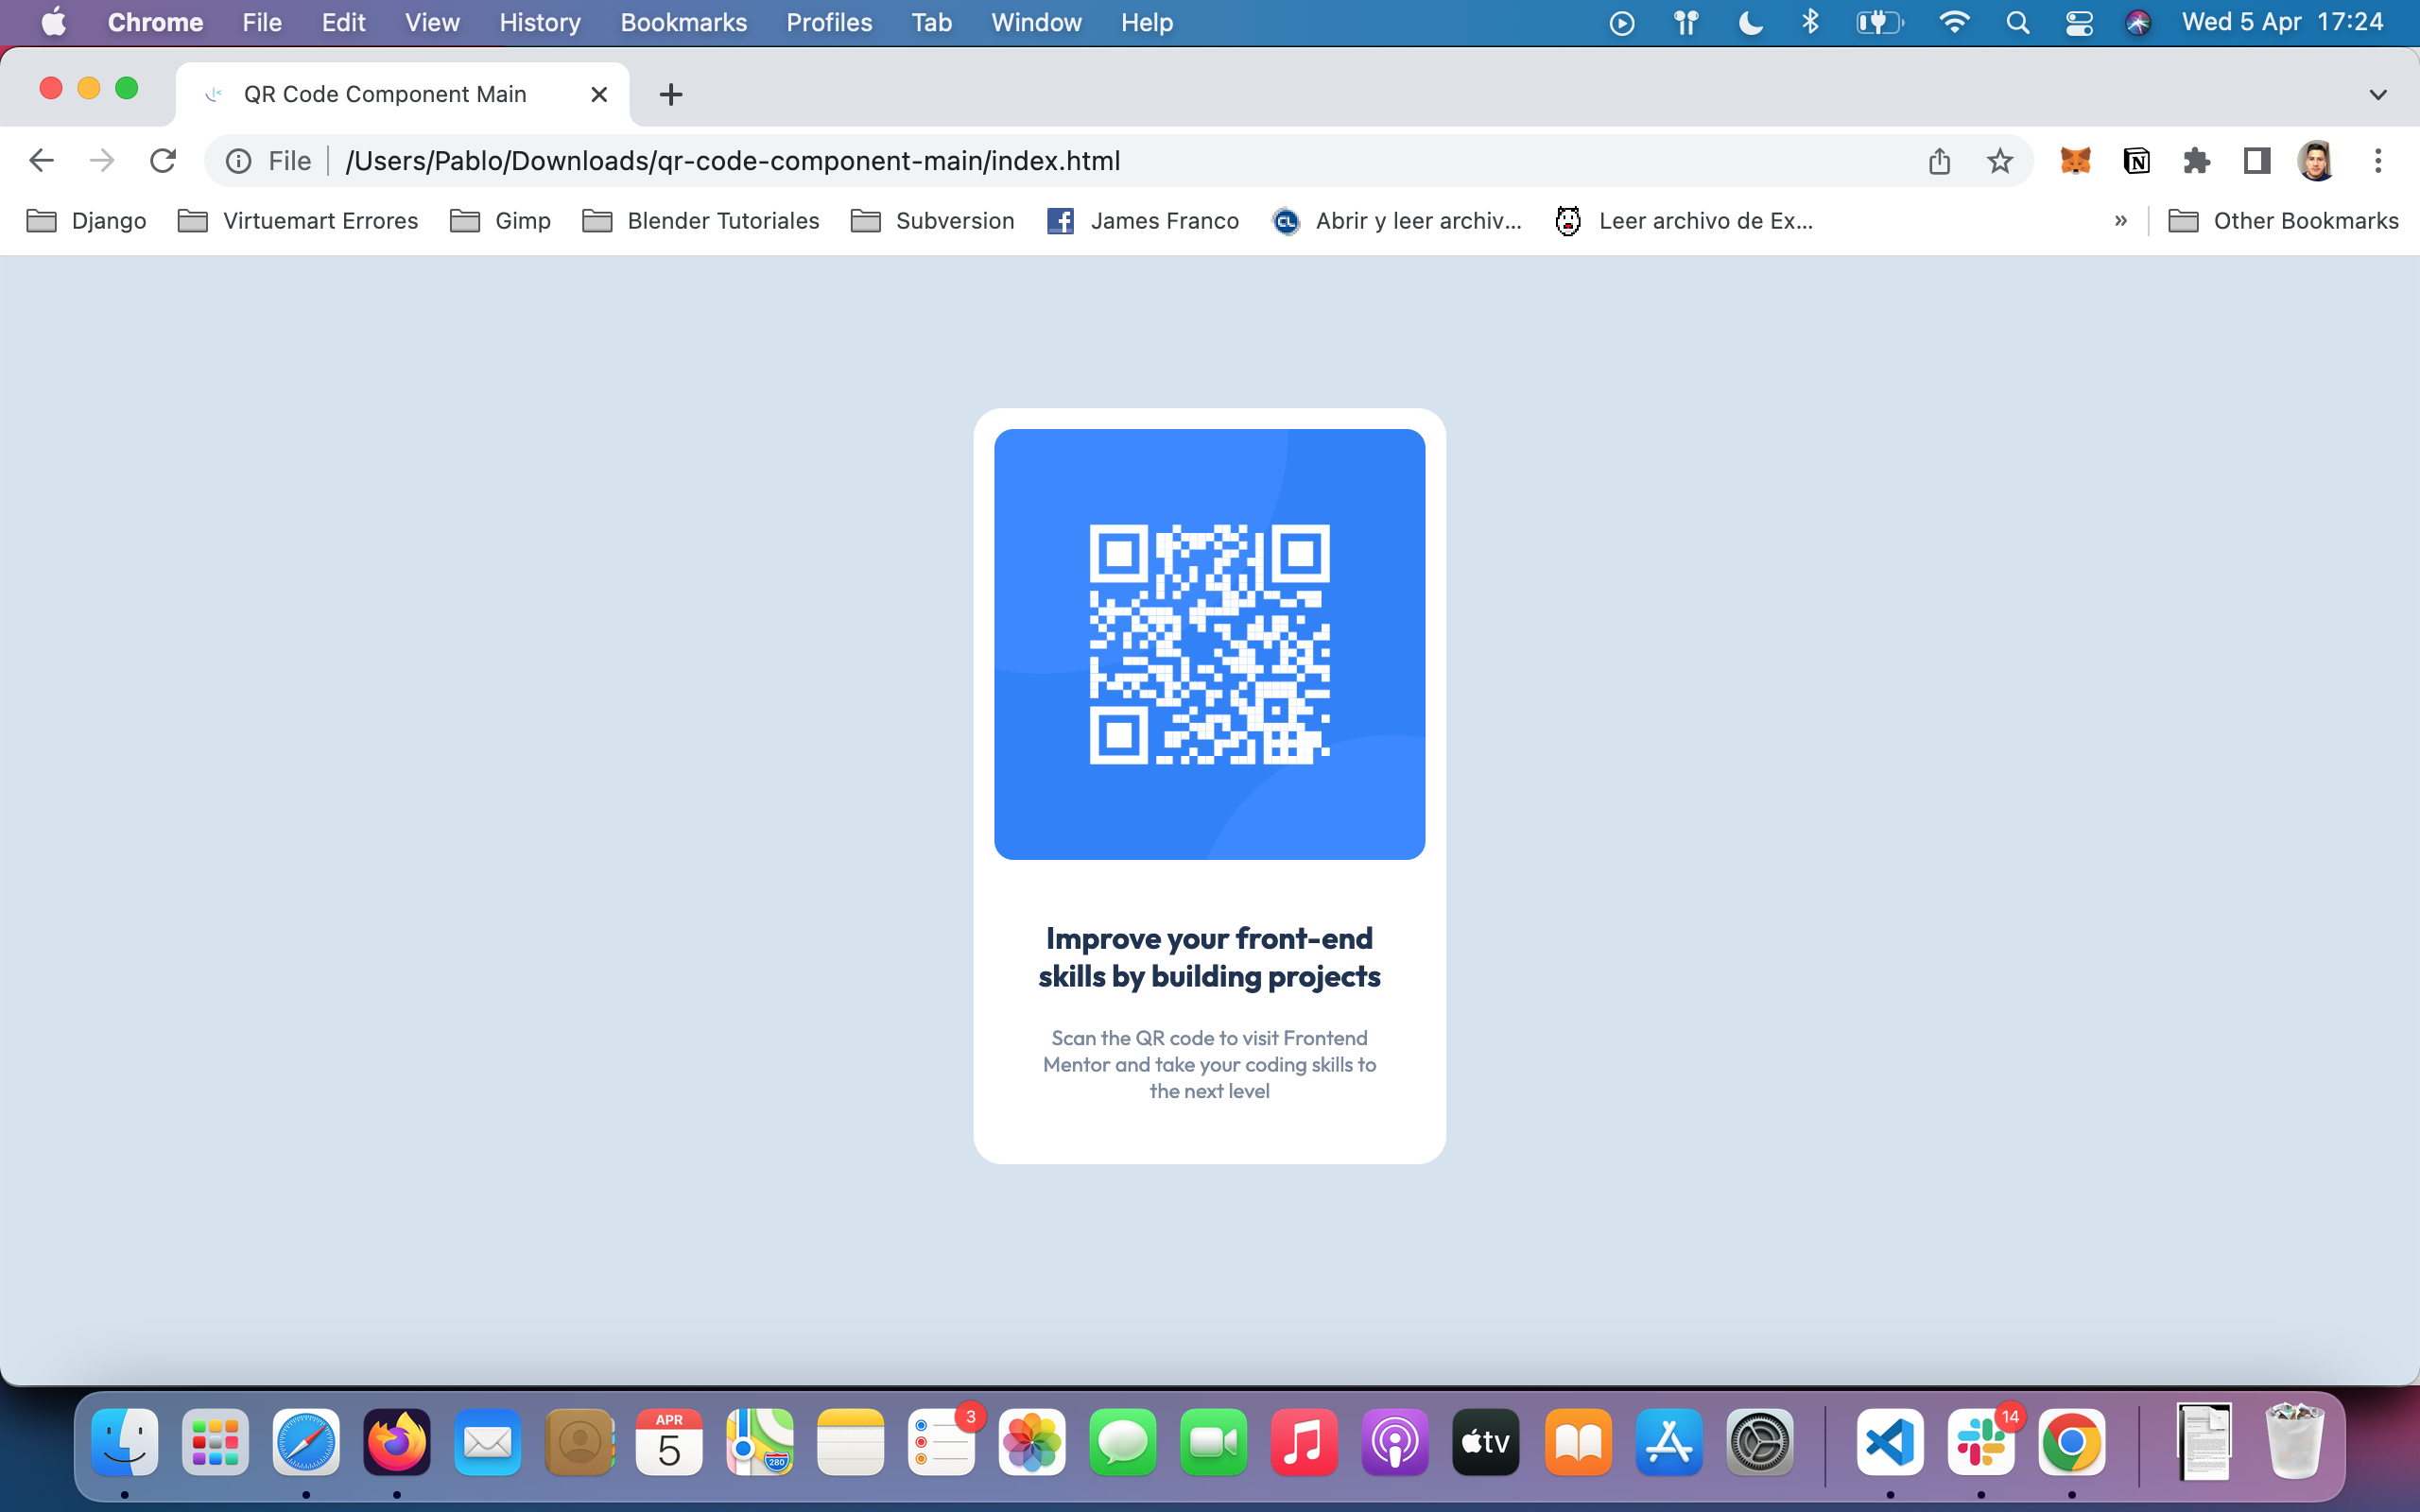 Chrome File Edit View History Bookmarks Profiles Tab Window Help Wed 5 Apr 17:24
QR Code Component Main
File /Users/Pablo/Downloads/qr-code-component-main/index.html
Django Virtuemart Errores Gimp Blender Tutoriales Subversion James Franco Abrir y leer archiv... Leer archivo de Ex... » Other Bookmarks
Improve your front-end
skills by building projects
Scan the QR code to visit Frontend
Mentor and take your coding skills to
the next level
APR
5
280
3
tv
14